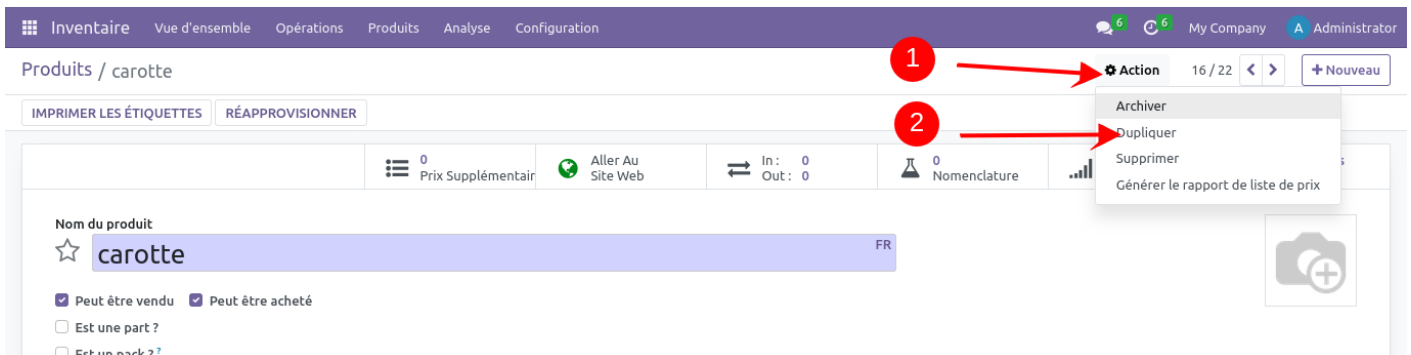 Inventaire Vue d'ensemble Opérations Produits Analyse Configuration 6 6 My Company A Administrator
Produits / carotte
1
Action 16 / 22 + Nouveau
IMPRIMER LES ÉTIQUETTES RÉAPPROVISIONNER
Archiver
2
Dupliquer
Supprimer
Générer le rapport de liste de prix
0
Prix Supplémentair
Aller Au
Site Web
In : 0
Out : 0
0
Nomenclature
s
Nom du produit
carotte FR
Peut être vendu Peut être acheté
Est une part ?
Est un pack ? ?